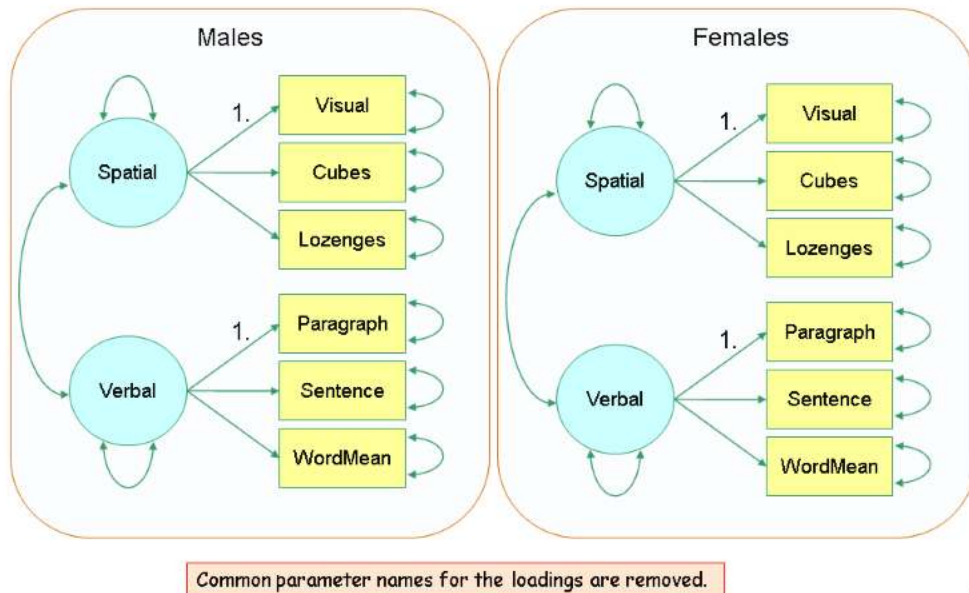 Males
1.
Visual
Spatial
Cubes
Lozenges
1.
Paragraph
Verbal
Sentence
WordMean
Females
1.
Visual
Spatial
Cubes
Lozenges
1.
Paragraph
Verbal
Sentence
WordMean
Common parameter names for the loadings are removed.